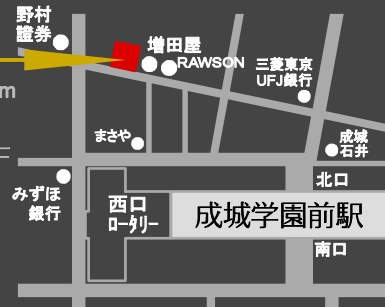 野村
證券
増田屋
RAWSON
三菱東京
UFJ銀行
m
まさや
成城
石井
みずほ
銀行
北口
西口
ロータリー
成城学園前駅
南口